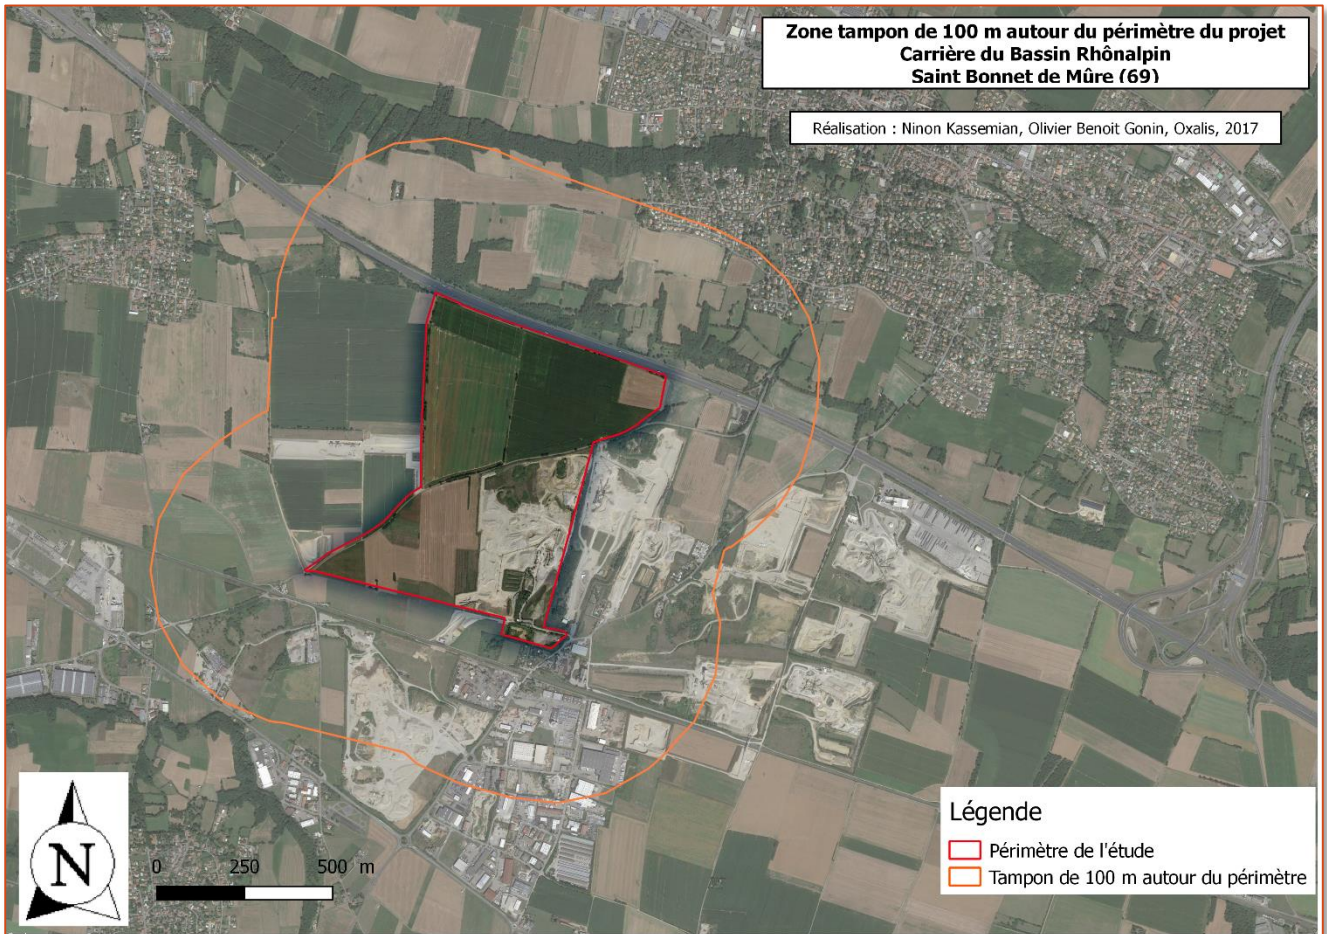 Zone tampon de 100 m autour du périmètre du projet
Carrière du Bassin Rhônalpin
Saint Bonnet de Mûre (69)
Réalisation : Ninon Kassemian, Olivier Benoit Gonin, Oxalis, 2017
N
0 250 500 m
Légende
Périmètre de l'étude
Tampon de 100 m autour du périmètre